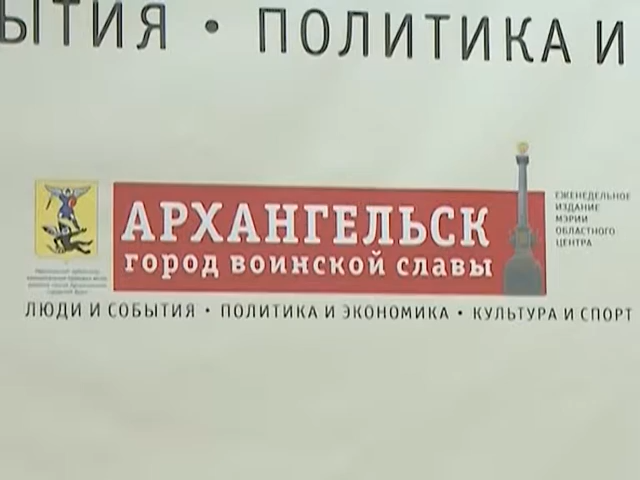 ЫТИЯ • ПОЛИТИКА И
АРХАНГЕЛЬСК
ГОРОД ВОИНСКОЙ СЛАВЫ
ЕЖЕНЕДЕЛЬНОЕ
ИЗДАНИЕ
МЭРИИ
ОБЛАСТНОГО
ЦЕНТРА
ЛЮДИ И СОБЫТИЯ • ПОЛИТИКА И ЭКОНОМИКА • КУЛЬТУРА И СПОРТ